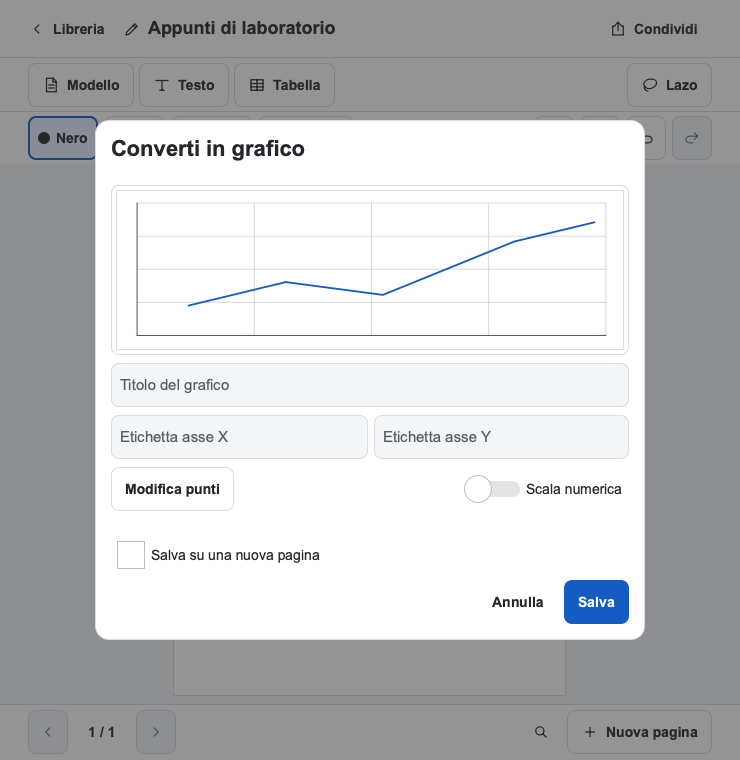 Libreria
Appunti di laboratorio
Condividi
Modello
Testo
Tabella
Lazo
Nero
Converti in grafico
Titolo del grafico
Etichetta asse X
Etichetta asse Y
Modifica punti
Scala numerica
Salva su una nuova pagina
Annulla
Salva
1 / 1
Nuova pagina